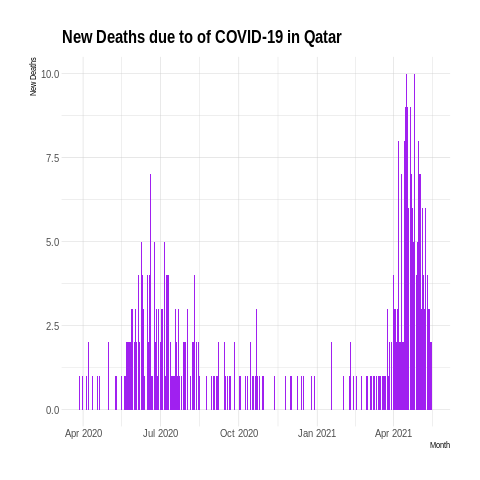 New Deaths due to of COVID-19 in Qatar
New Deaths
10.0
7.5
5.0
2.5
0.0
Apr 2020 Jul 2020 Oct 2020 Jan 2021 Apr 2021
Month